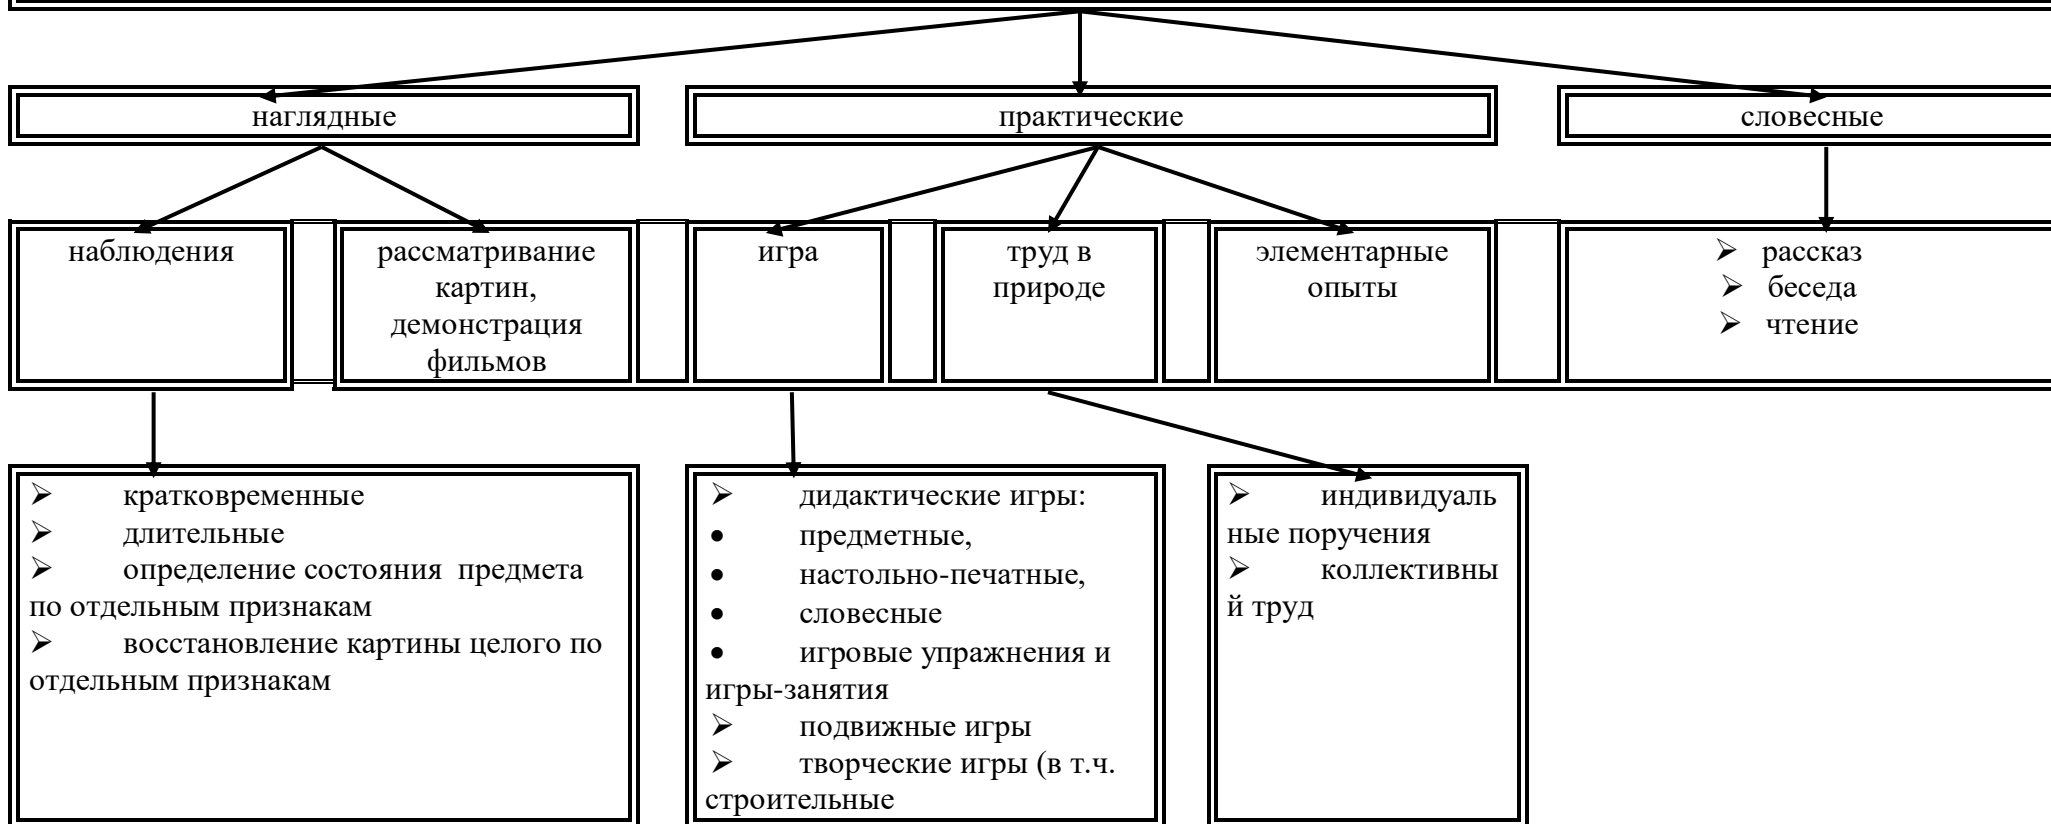 наглядные
практические
словесные
наблюдения
рассматривание
картин,
демонстрация
фильмов
игра
труд в
природе
элементарные
опыты
➢ рассказ
➢ беседа
➢ чтение
➢ кратковременные
➢ длительные
➢ определение состояния предмета
по отдельным признакам
➢ восстановление картины целого по
отдельным признакам
➢ дидактические игры:
• предметные,
• настольно-печатные,
• словесные
• игровые упражнения и
игры-занятия
➢ подвижные игры
➢ творческие игры (в т.ч.
строительные
➢ индивидуаль
ные поручения
➢ коллективны
й труд